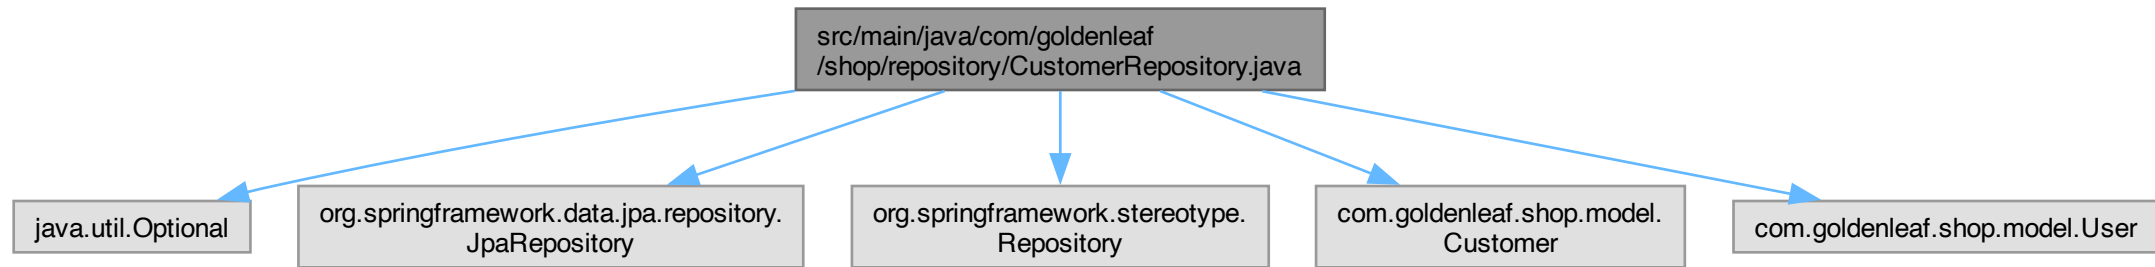 src/main/java/com/goldenleaf
/shop/repository/CustomerRepository.java
java.util.Optional
org.springframework.data.jpa.repository.
JpaRepository
org.springframework.stereotype.
Repository
com.goldenleaf.shop.model.
Customer
com.goldenleaf.shop.model.User